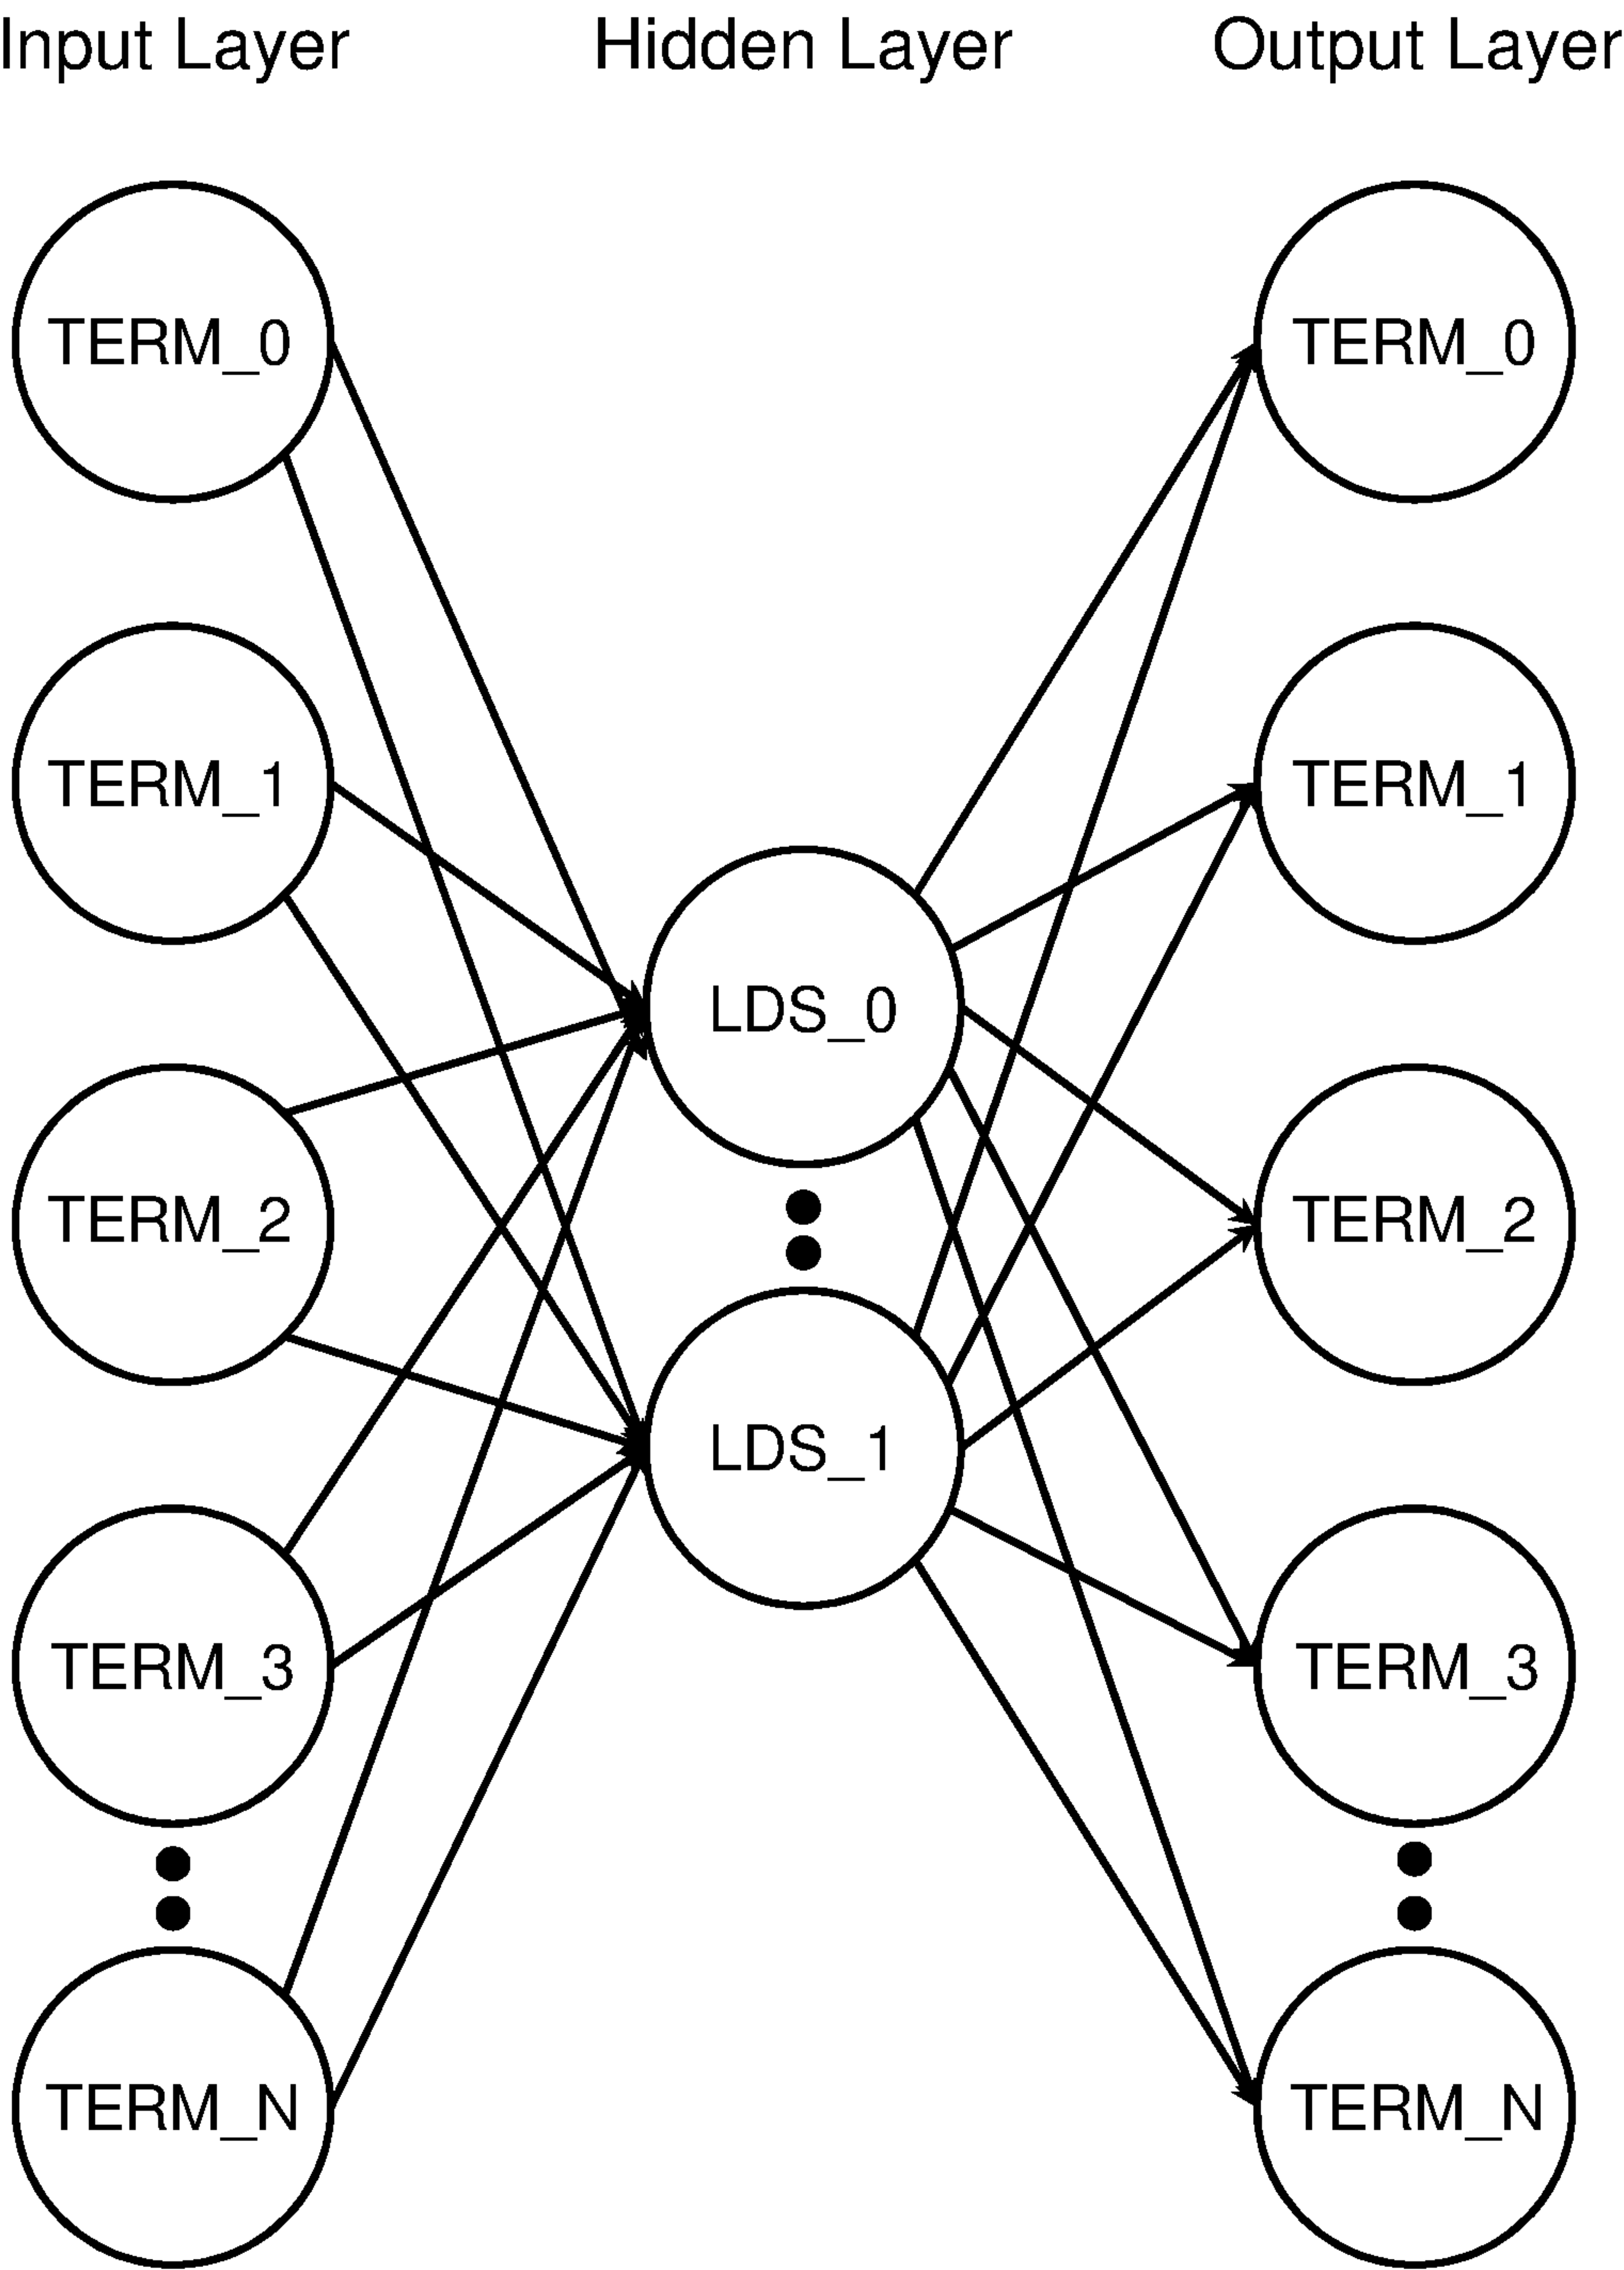 Input Layer
Hidden Layer
Output Layer
TERM_0
TERM_0
TERM_1
TERM_1
LDS_0
TERM_2
TERM_2
LDS_1
TERM_3
TERM_3
TERM_N
TERM_N